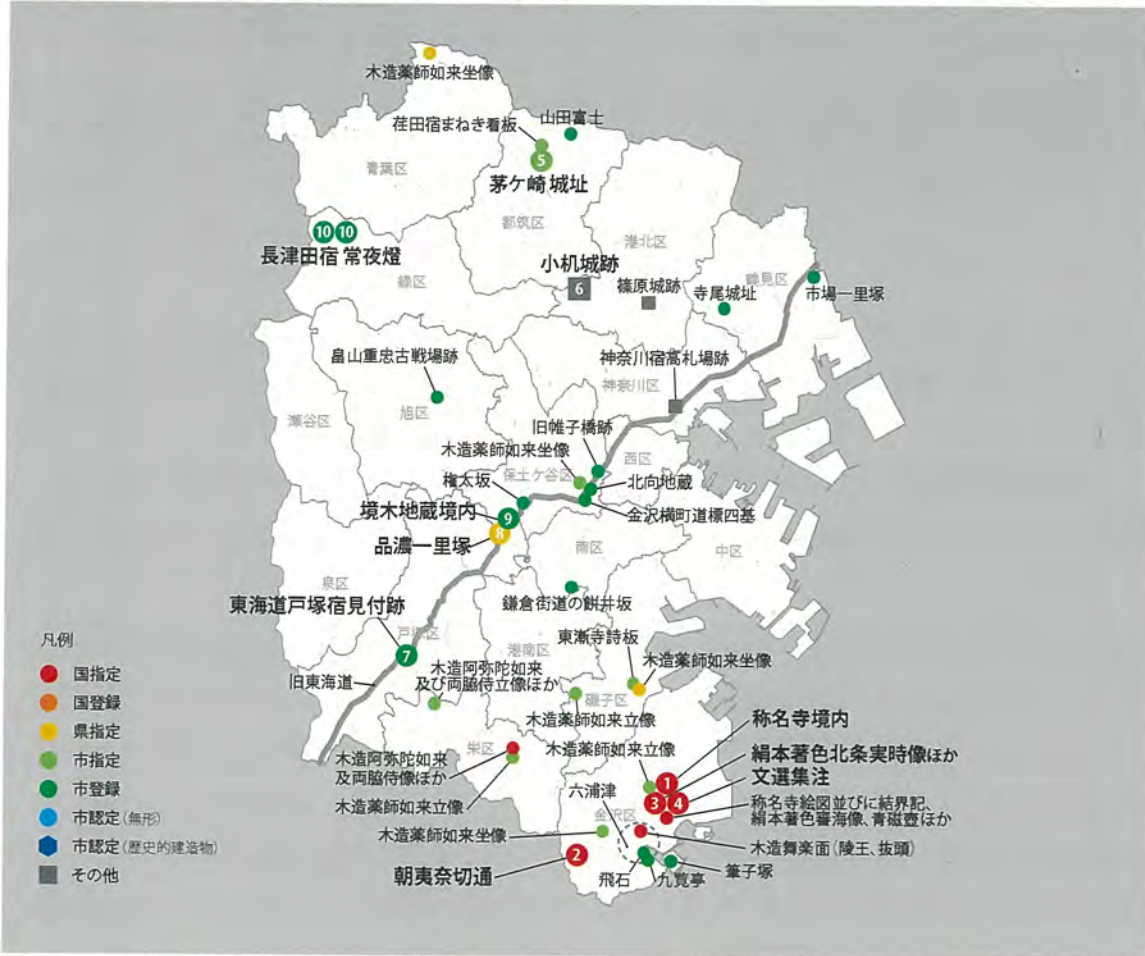 木造薬師如来坐像
荏田宿まねき看板
山田富士
5
青葉区
茅ケ崎城址
都筑区
10 10
長津田宿 常夜燈
港北区
緑区
小机城跡
6
篠原城跡
鶴見区
寺尾城址
市場一里塚
畠山重忠古戦場跡
神奈川宿高札場跡
神奈川区
瀬谷区
旭区
旧帷子橋跡
木造薬師如来坐像
西区
保土ケ谷区
権太坂
北向地蔵
境木地蔵境内
9
金沢横町道標四基
品濃一里塚
8
南区
中区
泉区
東海道戸塚宿見付跡
鎌倉街道の餅井坂
戸塚区
港南区
東漸寺詩板
7
木造薬師如来坐像
木造阿弥陀如来
及び両脇侍立像ほか
旧東海道
磯子区
木造薬師如来立像
称名寺境内
栄区
木造薬師如来立像
絹本著色北条実時像ほか
木造阿弥陀如来
及両脇侍像ほか
1
文選集注
六浦津
3 4
木造薬師如来立像
称名寺絵図並びに結界記、
絹本著色審海像、青磁壺ほか
金沢区
木造薬師如来坐像
木造舞楽面(陵王、抜頭)
2
朝夷奈切通
飛石
九覧亭
筆子塚
凡例
国指定
国登録
県指定
市指定
市登録
市認定(無形)
市認定(歴史的建造物)
その他